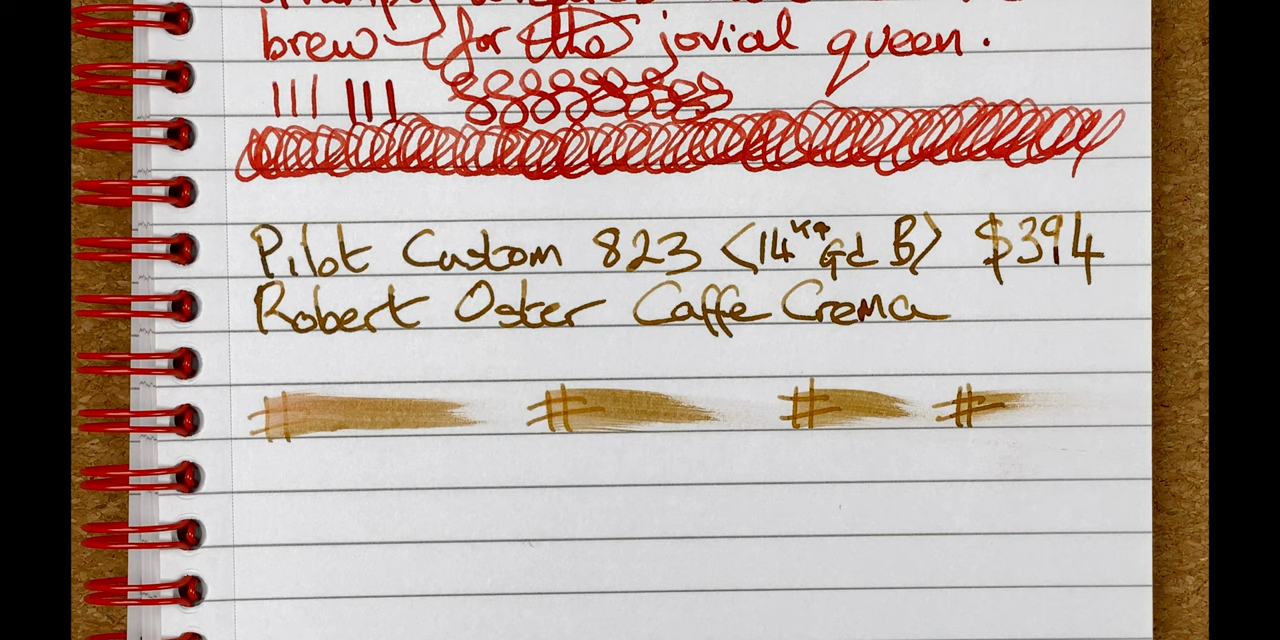 brew for the jovial queen.
Pilot Custom 823 <14kt Gd B> $394
Robert Oster Caffe Crema